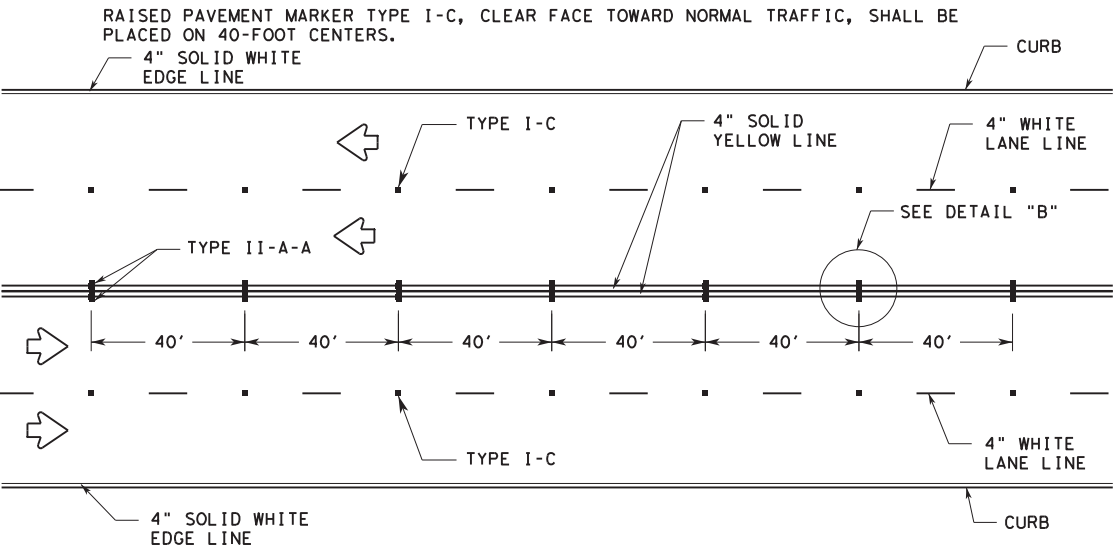 RAISED PAVEMENT MARKER TYPE I-C, CLEAR FACE TOWARD NORMAL TRAFFIC, SHALL BE
PLACED ON 40-FOOT CENTERS.
4" SOLID WHITE
EDGE LINE
CURB
TYPE I-C
4" SOLID
YELLOW LINE
4" WHITE
LANE LINE
SEE DETAIL "B"
TYPE II-A-A
40'
40'
40'
40'
40'
40'
TYPE I-C
4" WHITE
LANE LINE
4" SOLID WHITE
EDGE LINE
CURB